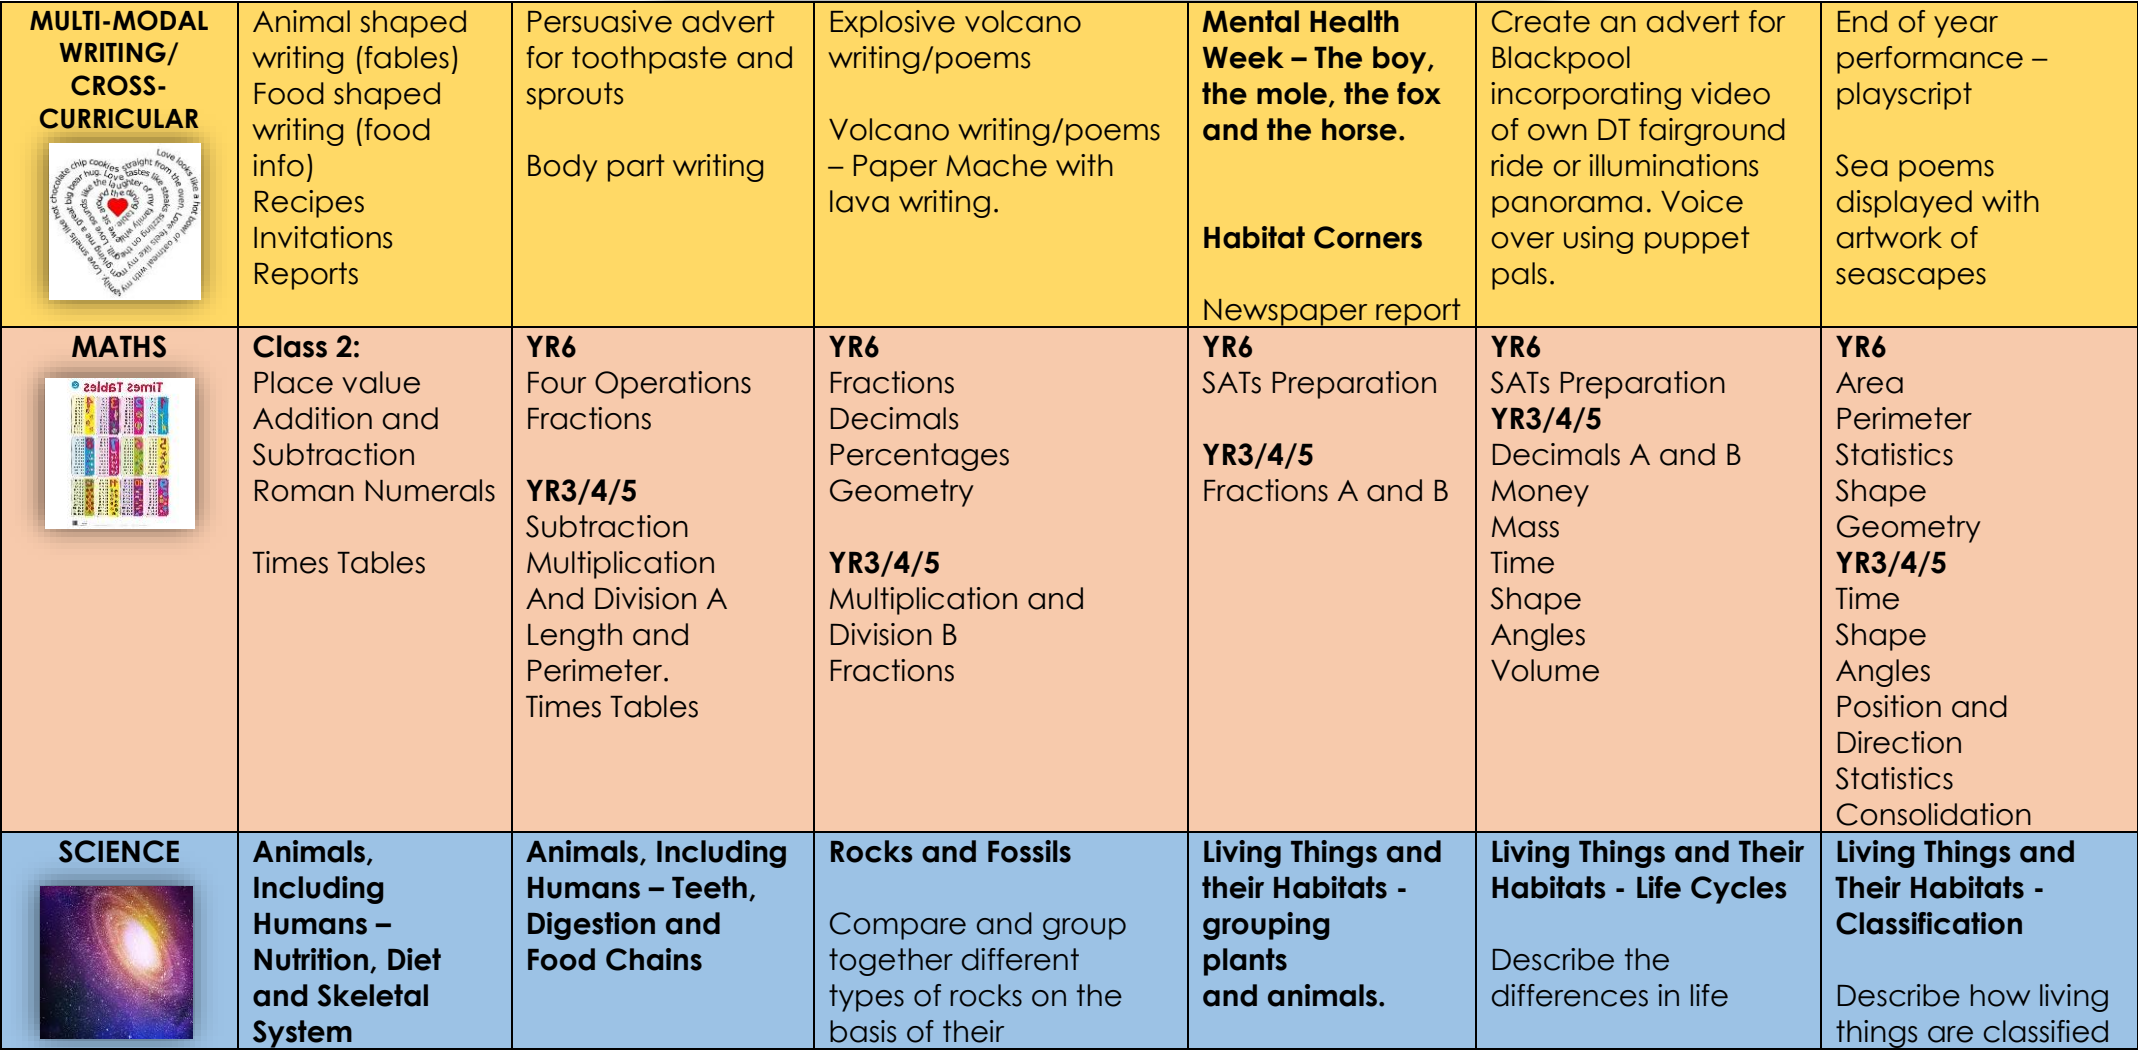 MULTI-MODAL
WRITING/
CROSS-
CURRICULAR
Animal shaped
writing (fables)
Food shaped
writing (food
info)
Recipes
Invitations
Reports
Persuasive advert
for toothpaste and
sprouts
Body part writing
Explosive volcano
writing/poems
Volcano writing/poems
– Paper Mache with
lava writing.
Mental Health
Week – The boy,
the mole, the fox
and the horse.
Habitat Corners
Newspaper report
Create an advert for
Blackpool
incorporating video
of own DT fairground
ride or illuminations
panorama. Voice
over using puppet
pals.
End of year
performance –
playscript
Sea poems
displayed with
artwork of
seascapes
MATHS
Times Tables
Class 2:
Place value
Addition and
Subtraction
Roman Numerals
Times Tables
YR6
Four Operations
Fractions
YR3/4/5
Subtraction
Multiplication
And Division A
Length and
Perimeter.
Times Tables
YR6
Fractions
Decimals
Percentages
Geometry
YR3/4/5
Multiplication and
Division B
Fractions
YR6
SATs Preparation
YR3/4/5
Fractions A and B
YR6
SATs Preparation
YR3/4/5
Decimals A and B
Money
Mass
Time
Shape
Angles
Volume
YR6
Area
Perimeter
Statistics
Shape
Geometry
YR3/4/5
Time
Shape
Angles
Position and
Direction
Statistics
Consolidation
SCIENCE
Animals,
Including
Humans –
Nutrition, Diet
and Skeletal
System
Animals, Including
Humans – Teeth,
Digestion and
Food Chains
Rocks and Fossils
Compare and group
together different
types of rocks on the
basis of their
Living Things and
their Habitats -
grouping
plants
and animals.
Living Things and Their
Habitats - Life Cycles
Describe the
differences in life
Living Things and
Their Habitats -
Classification
Describe how living
things are classified